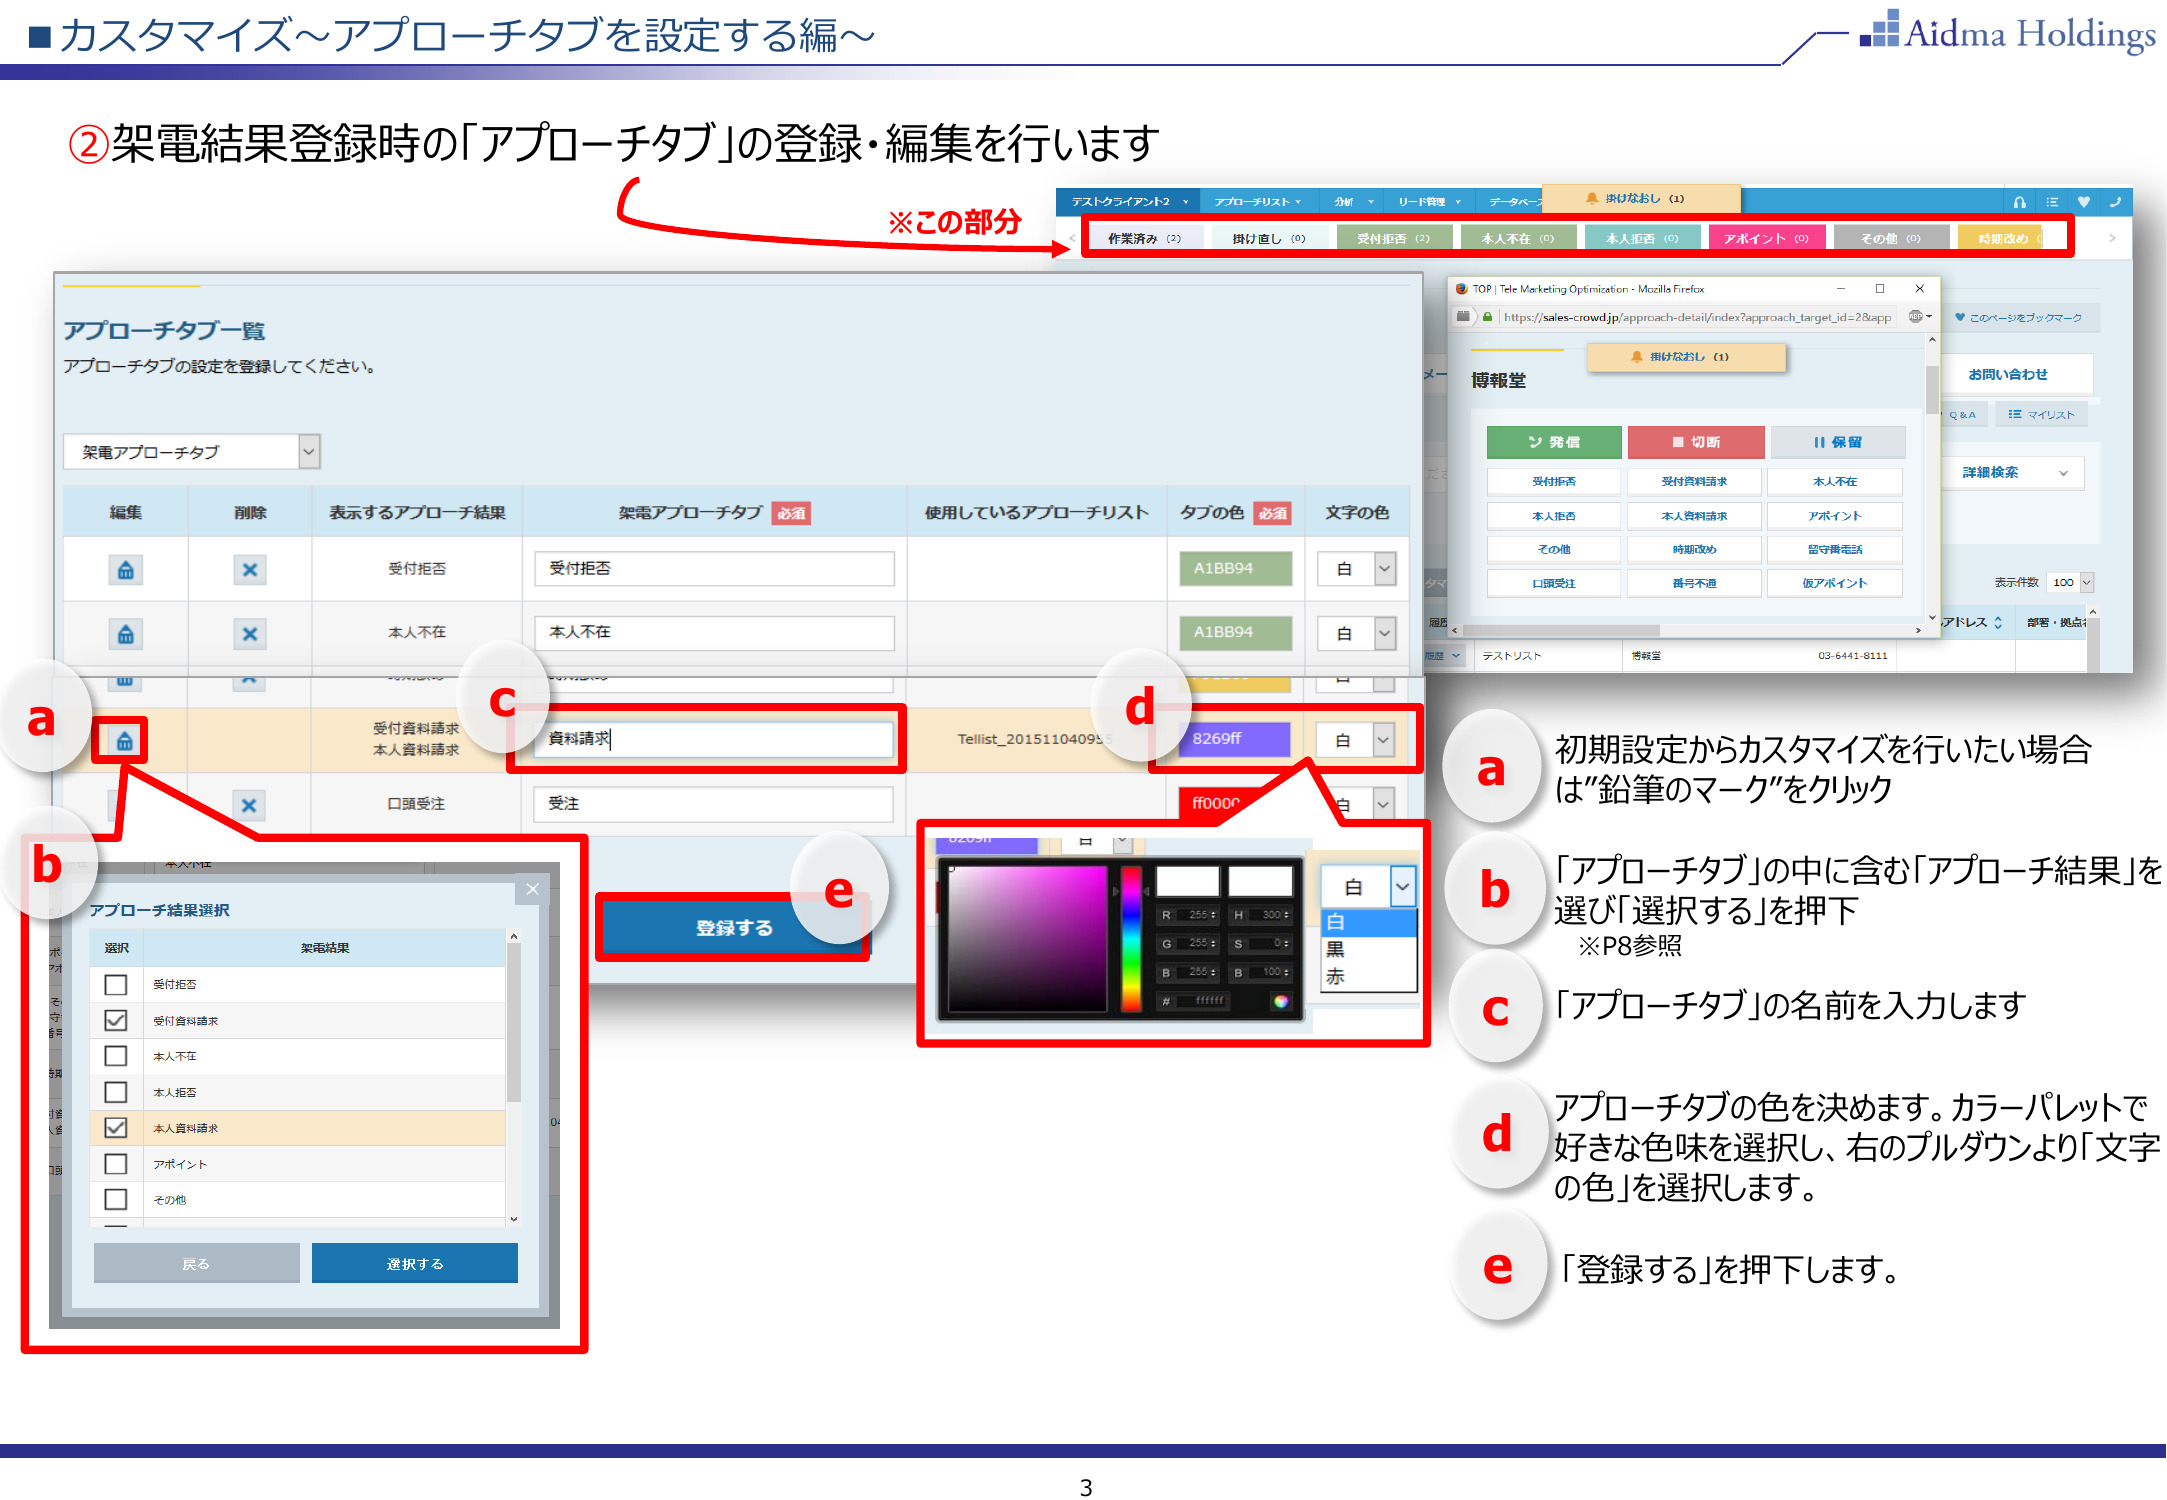 ■カスタマイズ～アプローチタブを設定する編～
Aidma Holdings
②架電結果登録時の「アプローチタブ」の登録・編集を行います
※この部分
テストクライアント2
アプローチリスト
分析
リード管理
データベース
掛けなおし (1)
作業済み (2)
掛け直し (0)
受付拒否 (2)
本人不在 (0)
本人拒否 (0)
アポイント (0)
その他 (0)
時期改め
アプローチタブ一覧
アプローチタブの設定を登録してください。
架電アプローチタブ
編集 削除 表示するアプローチ結果 架電アプローチタブ 必須 使用しているアプローチリスト タブの色 必須 文字の色
受付拒否 受付拒否 A1BB94 白
本人不在 本人不在 A1BB94 白
受付資料請求
本人資料請求
資料請求 Tellist_20151104095 8269ff 白
口頭受注 受注 ff0000 白
登録する
TOP | Tele Marketing Optimization - Mozilla Firefox
https://sales-crowd.jp/approach-detail/index?approach_target_id=2&app
掛けなおし (1)
博報堂
発信 切断 保留
受付拒否 受付資料請求 本人不在
本人拒否 本人資料請求 アポイント
その他 時期改め 留守番電話
口頭受注 番号不通 仮アポイント
このページをブックマーク
お問い合わせ
Q&A マイリスト
詳細検索
表示件数 100
アドレス 部署・拠点
履歴 テストリスト 博報堂 03-6441-8111
a
b
c
d
e
アプローチ結果選択
選択 架電結果
受付拒否
受付資料請求
本人不在
本人拒否
本人資料請求
アポイント
その他
戻る 選択する
R 255 H 300
G 255 S 0
B 255 B 100
# ffffff
白
白
黒
赤
a
初期設定からカスタマイズを行いたい場合
は”鉛筆のマーク”をクリック
b
「アプローチタブ」の中に含む「アプローチ結果」を
選び「選択する」を押下
※P8参照
c
「アプローチタブ」の名前を入力します
d
アプローチタブの色を決めます。カラーパレットで
好きな色味を選択し、右のプルダウンより「文字
の色」を選択します。
e
「登録する」を押下します。
3